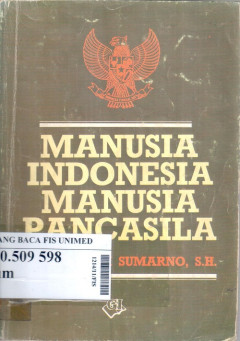 MANUSIA
INDONESIA
MANUSIA
PANCASILA
ANG BACA FIS UNIMED
0.509 598
m
SUMARNO, S.H.